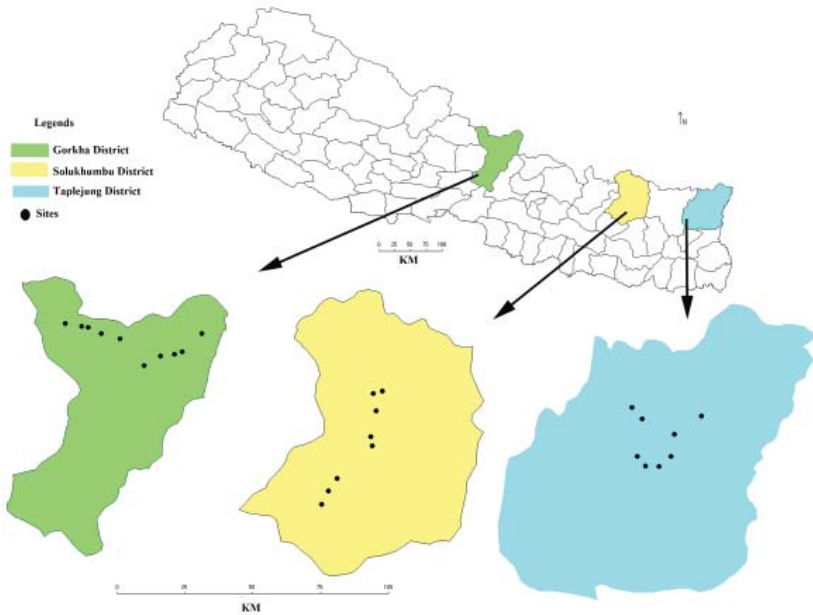 Legends
Gorkha District
Solukhumbu District
Taplejung District
Sites
N
0 25 50 75 100
KM
0 25 50 75 100
KM